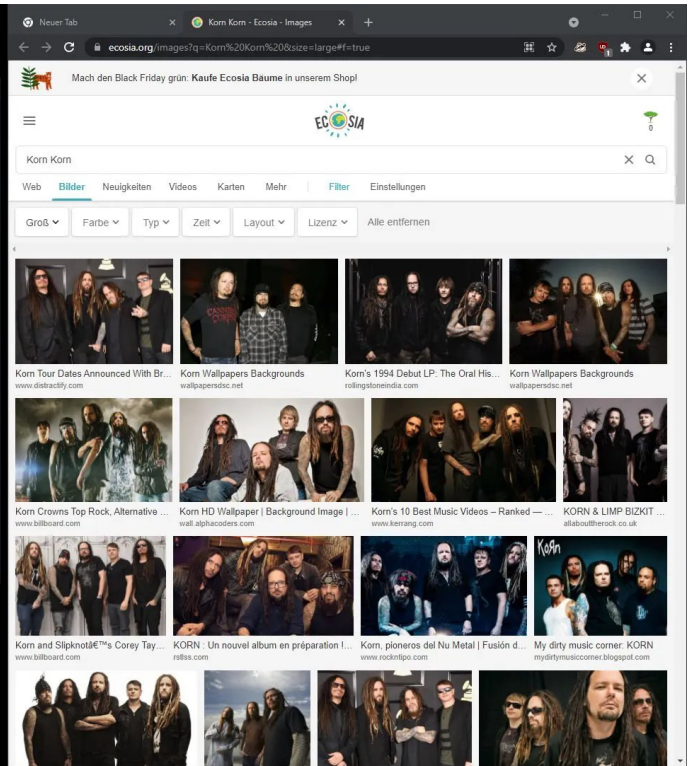 Neuer Tab
Korn Korn - Ecosia - Images
ecosia.org/images?q=Korn%20Korn%20&size=large#f=true
1
Mach den Black Friday grün: Kaufe Ecosia Bäume in unserem Shop!
ECOSIA
0
Korn Korn
Web Bilder Neuigkeiten Videos Karten Mehr Filter Einstellungen
Groß Farbe Typ Zeit Layout Lizenz Alle entfernen
Korn Tour Dates Announced With Br...
www.distractify.com
Korn Wallpapers Backgrounds
wallpapersdsc.net
Korn's 1994 Debut LP: The Oral His...
rollingstoneindia.com
Korn Wallpapers Backgrounds
wallpapersdsc.net
Korn Crowns Top Rock, Alternative ...
www.billboard.com
Korn HD Wallpaper | Background Image | ...
wall.alphacoders.com
Korn's 10 Best Music Videos – Ranked — ...
www.kerrang.com
KORN & LIMP BIZKIT ...
allabouttherock.co.uk
Korn and Slipknotâ€™s Corey Tay...
www.billboard.com
KORN : Un nouvel album en préparation !...
rstlss.com
Korn, pioneros del Nu Metal | Fusión d...
www.rockntipo.com
KoRn
My dirty music corner: KORN
mydirtymusiccorner.blogspot.com